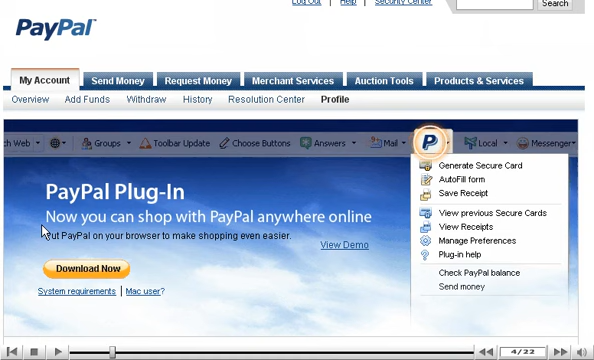 Log Out | Help | Security Center
Search
PayPal
My Account Send Money Request Money Merchant Services Auction Tools Products & Services
Overview Add Funds Withdraw History Resolution Center Profile
ch Web Groups Toolbar Update Choose Buttons Answers Mail P Local Messenger
PayPal Plug-In
Now you can shop with PayPal anywhere online
ut PayPal on your browser to make shopping even easier.
View Demo
Download Now
System requirements | Mac user?
Generate Secure Card
AutoFill form
Save Receipt
View previous Secure Cards
View Receipts
Manage Preferences
Plug-in help
Check PayPal balance
Send money
4/22